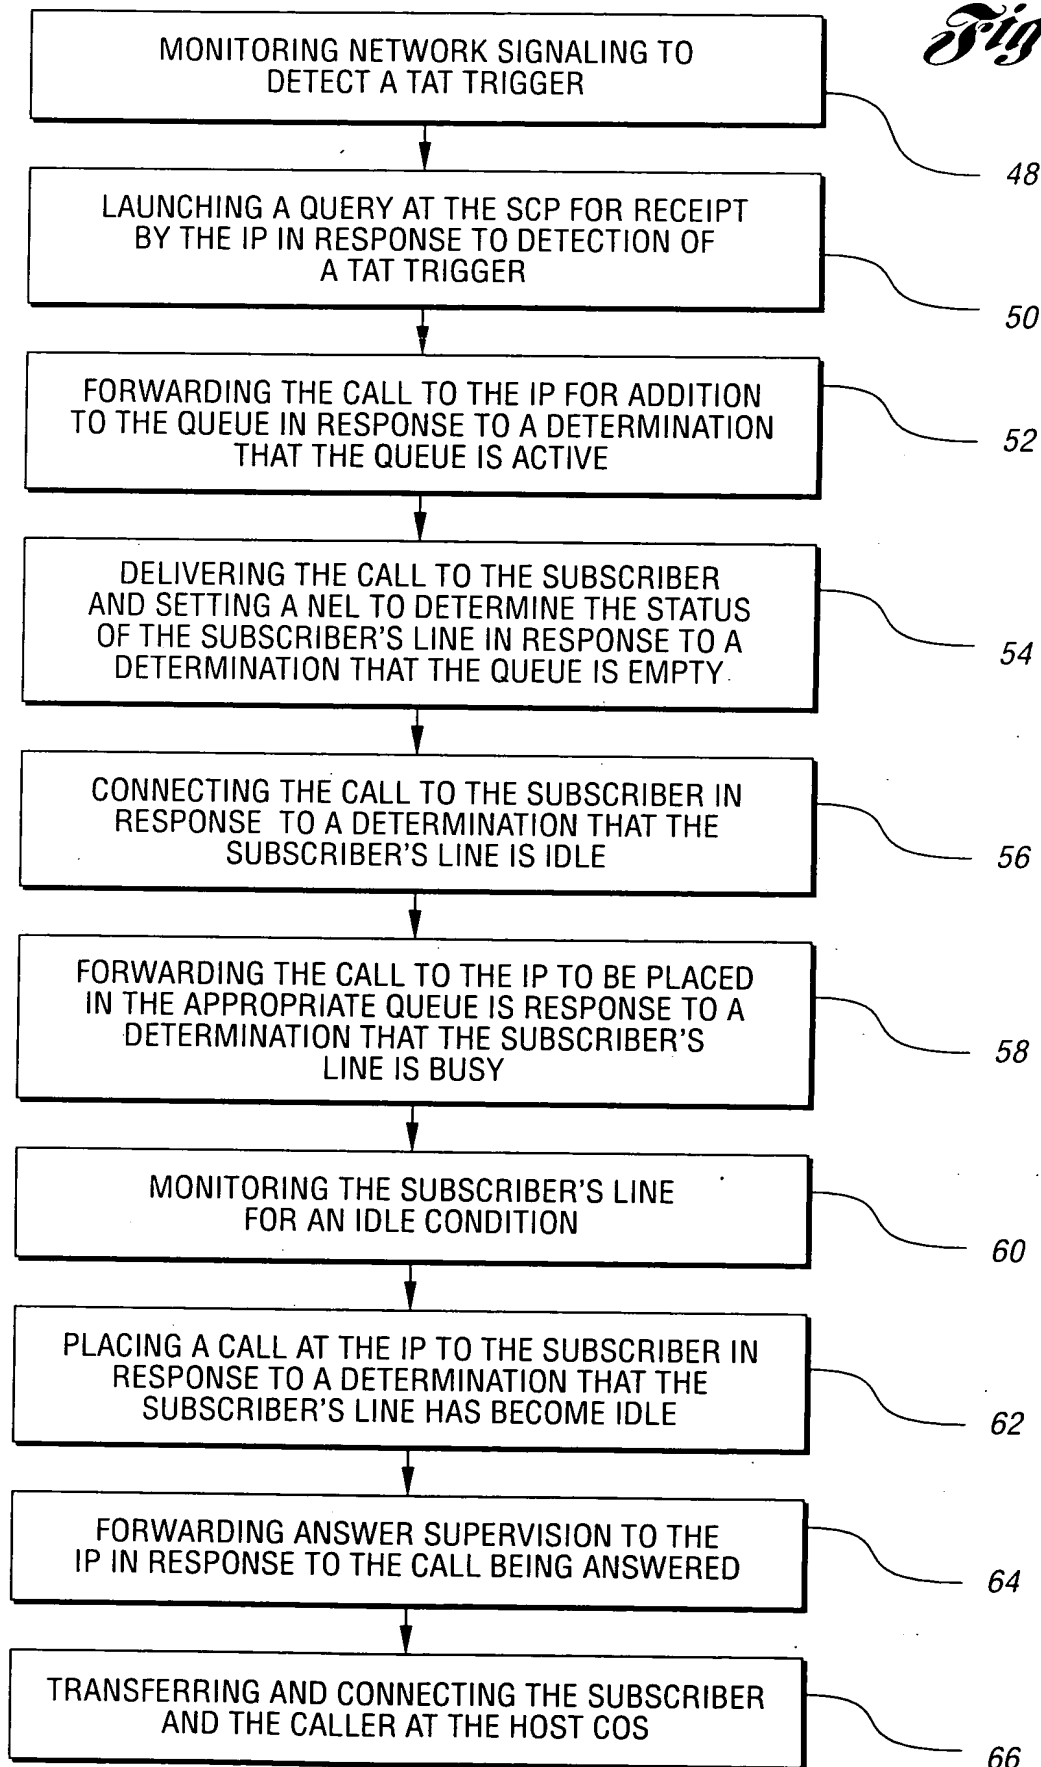 Fig
MONITORING NETWORK SIGNALING TO
DETECT A TAT TRIGGER
48
LAUNCHING A QUERY AT THE SCP FOR RECEIPT
BY THE IP IN RESPONSE TO DETECTION OF
A TAT TRIGGER
50
FORWARDING THE CALL TO THE IP FOR ADDITION
TO THE QUEUE IN RESPONSE TO A DETERMINATION
THAT THE QUEUE IS ACTIVE
52
DELIVERING THE CALL TO THE SUBSCRIBER
AND SETTING A NEL TO DETERMINE THE STATUS
OF THE SUBSCRIBER'S LINE IN RESPONSE TO A
DETERMINATION THAT THE QUEUE IS EMPTY
54
CONNECTING THE CALL TO THE SUBSCRIBER IN
RESPONSE TO A DETERMINATION THAT THE
SUBSCRIBER'S LINE IS IDLE
56
FORWARDING THE CALL TO THE IP TO BE PLACED
IN THE APPROPRIATE QUEUE IS RESPONSE TO A
DETERMINATION THAT THE SUBSCRIBER'S
LINE IS BUSY
58
MONITORING THE SUBSCRIBER'S LINE
FOR AN IDLE CONDITION
60
PLACING A CALL AT THE IP TO THE SUBSCRIBER IN
RESPONSE TO A DETERMINATION THAT THE
SUBSCRIBER'S LINE HAS BECOME IDLE
62
FORWARDING ANSWER SUPERVISION TO THE
IP IN RESPONSE TO THE CALL BEING ANSWERED
64
TRANSFERRING AND CONNECTING THE SUBSCRIBER
AND THE CALLER AT THE HOST COS
66